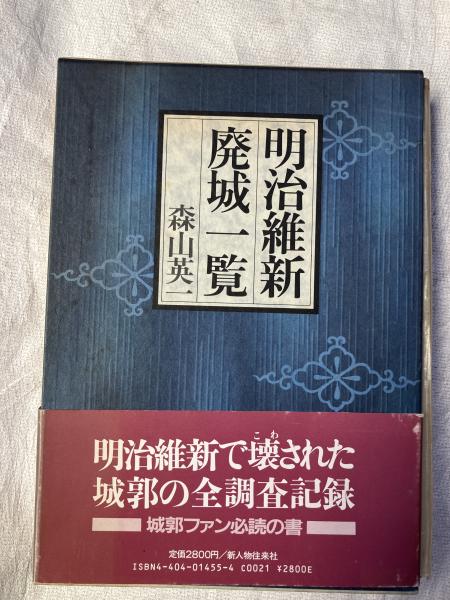 明治維新
廃城一覧
森山英一
明治維新で壊された
こわ
城郭の全調査記録
城郭ファン必読の書
定価2800円／新人物往来社
ISBN4-404-01455-4 C0021 ¥2800E